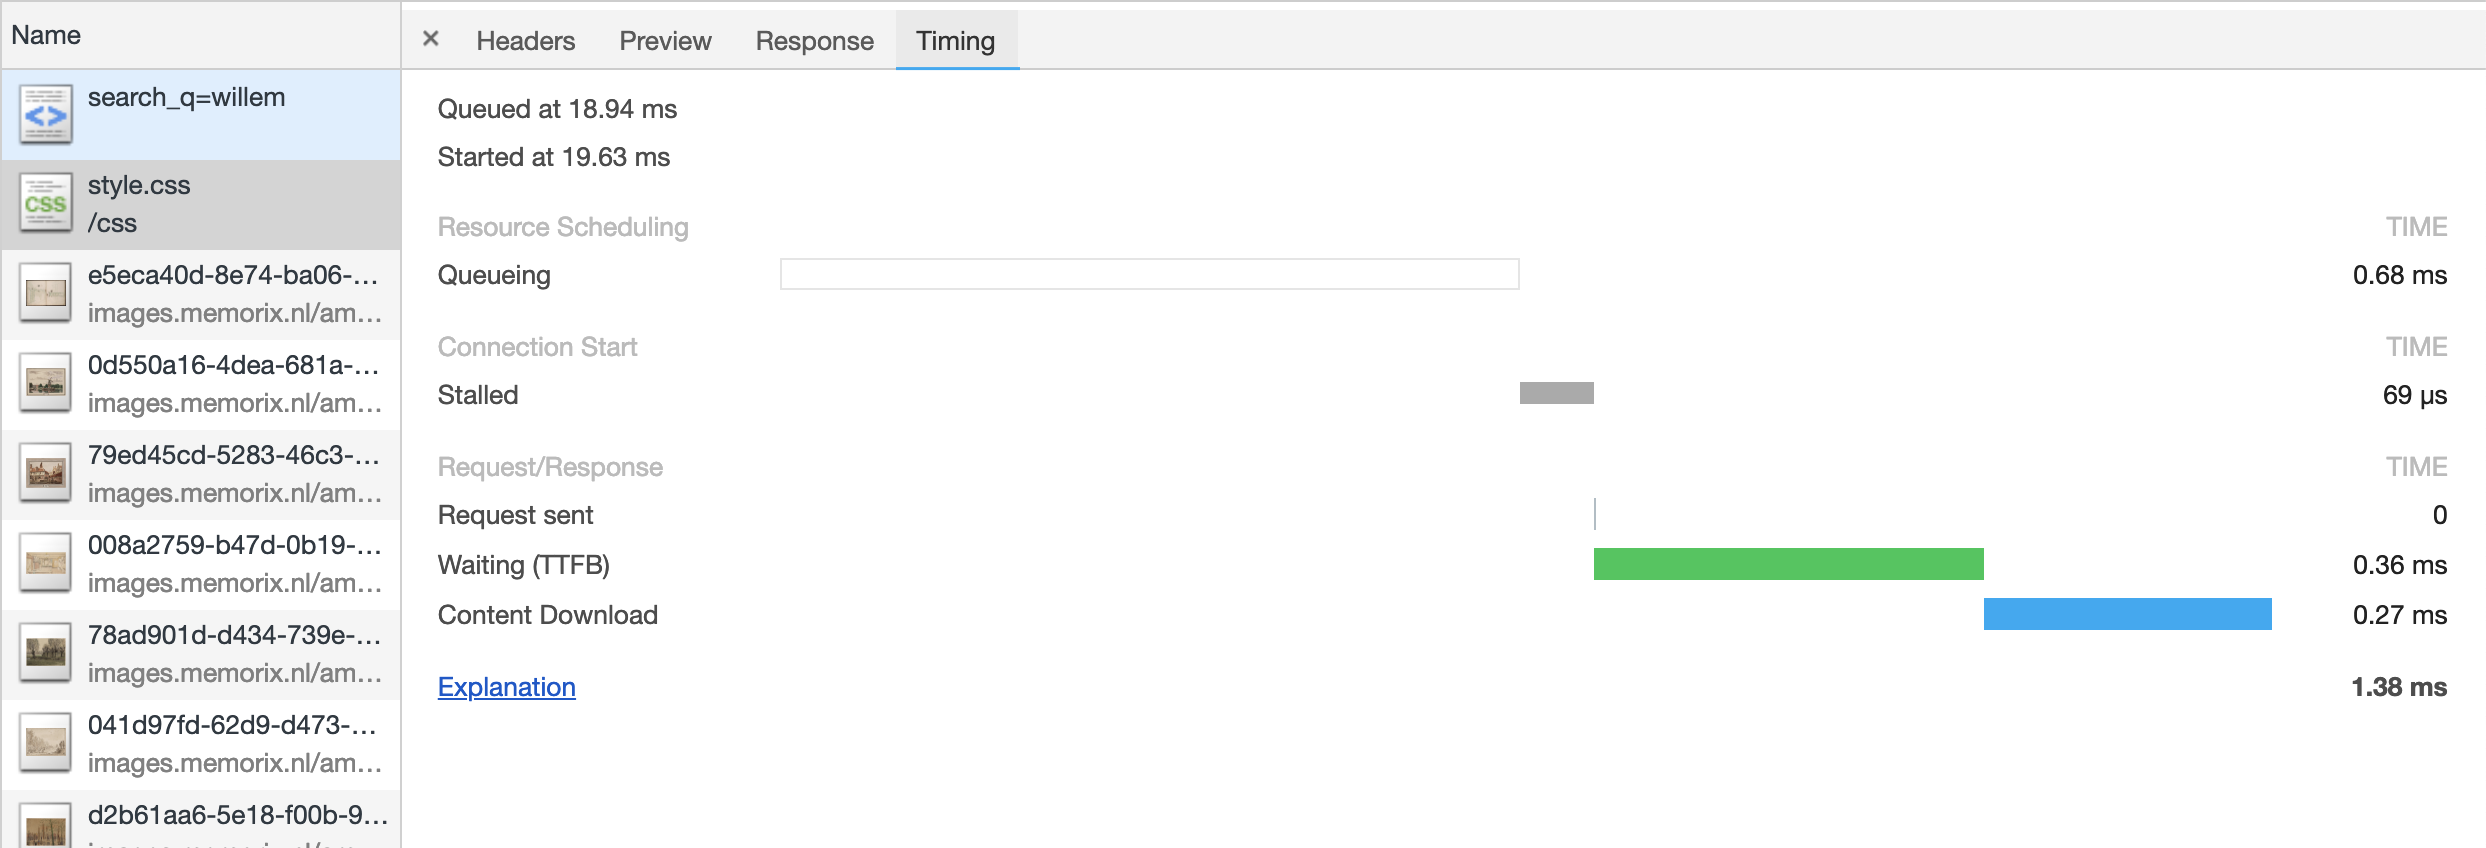 Name
search_q=willem
style.css
/css
e5eca40d-8e74-ba06-...
images.memorix.nl/am...
0d550a16-4dea-681a-...
images.memorix.nl/am...
79ed45cd-5283-46c3-...
images.memorix.nl/am...
008a2759-b47d-0b19-...
images.memorix.nl/am...
78ad901d-d434-739e-...
images.memorix.nl/am...
041d97fd-62d9-d473-...
images.memorix.nl/am...
d2b61aa6-5e18-f00b-9...
× Headers Preview Response Timing
Queued at 18.94 ms
Started at 19.63 ms
Resource Scheduling TIME
Queueing 0.68 ms
Connection Start TIME
Stalled 69 µs
Request/Response TIME
Request sent 0
Waiting (TTFB) 0.36 ms
Content Download 0.27 ms
Explanation 1.38 ms